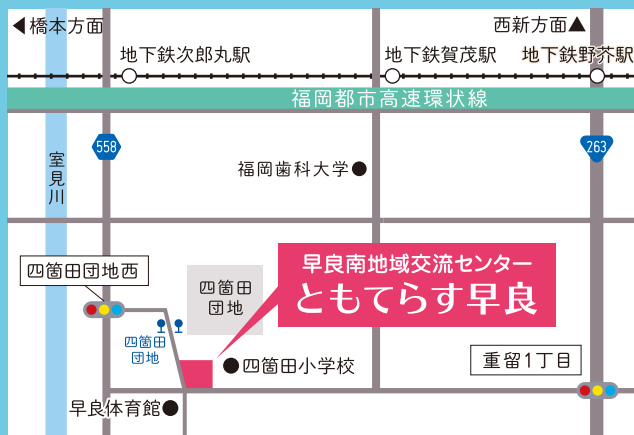 橋本方面
西新方面
地下鉄次郎丸駅
地下鉄賀茂駅
地下鉄野芥駅
福岡都市高速環状線
558
263
室見川
福岡歯科大学
四箇田団地西
四箇田
団地
早良南地域交流センター
ともてらす早良
四箇田
団地
四箇田小学校
重留1丁目
早良体育館